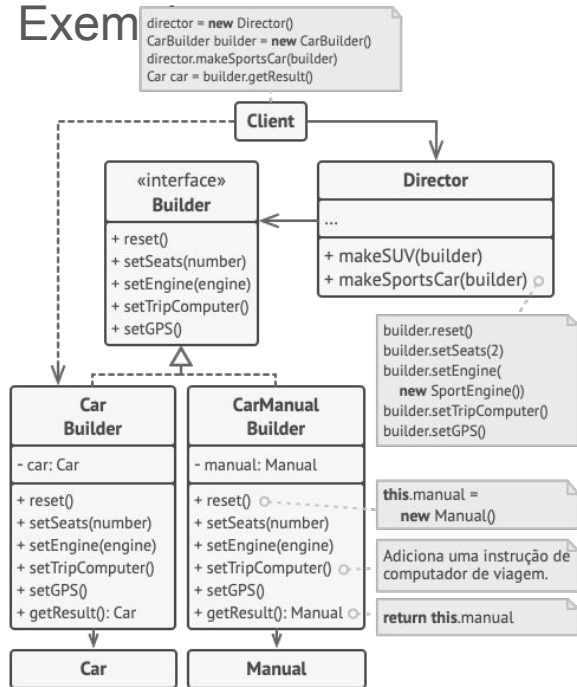 director = new Director()
CarBuilder builder = new CarBuilder()
director.makeSportsCar(builder)
Car car = builder.getResult()
Client
«interface»
Builder
+ reset()
+ setSeats(number)
+ setEngine(engine)
+ setTripComputer()
+ setGPS()
Director
...
+ makeSUV(builder)
+ makeSportsCar(builder)
builder.reset()
builder.setSeats(2)
builder.setEngine(
new SportEngine())
builder.setTripComputer()
builder.setGPS()
Car
Builder
- car: Car
+ reset()
+ setSeats(number)
+ setEngine(engine)
+ setTripComputer()
+ setGPS()
+ getResult(): Car
Car
CarManual
Builder
- manual: Manual
+ reset()
+ setSeats(number)
+ setEngine(engine)
+ setTripComputer()
+ setGPS()
+ getResult(): Manual
Manual
this.manual =
new Manual()
Adiciona uma instrução de
computador de viagem.
return this.manual